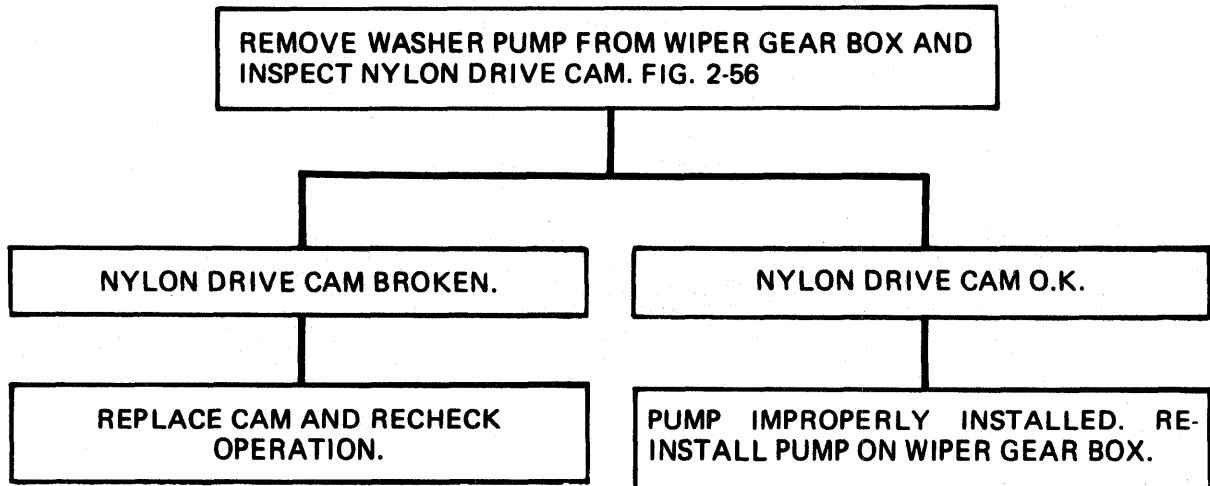 REMOVE WASHER PUMP FROM WIPER GEAR BOX AND
INSPECT NYLON DRIVE CAM. FIG. 2-56
NYLON DRIVE CAM BROKEN.
NYLON DRIVE CAM O.K.
REPLACE CAM AND RECHECK
OPERATION.
PUMP IMPROPERLY INSTALLED. RE-
INSTALL PUMP ON WIPER GEAR BOX.